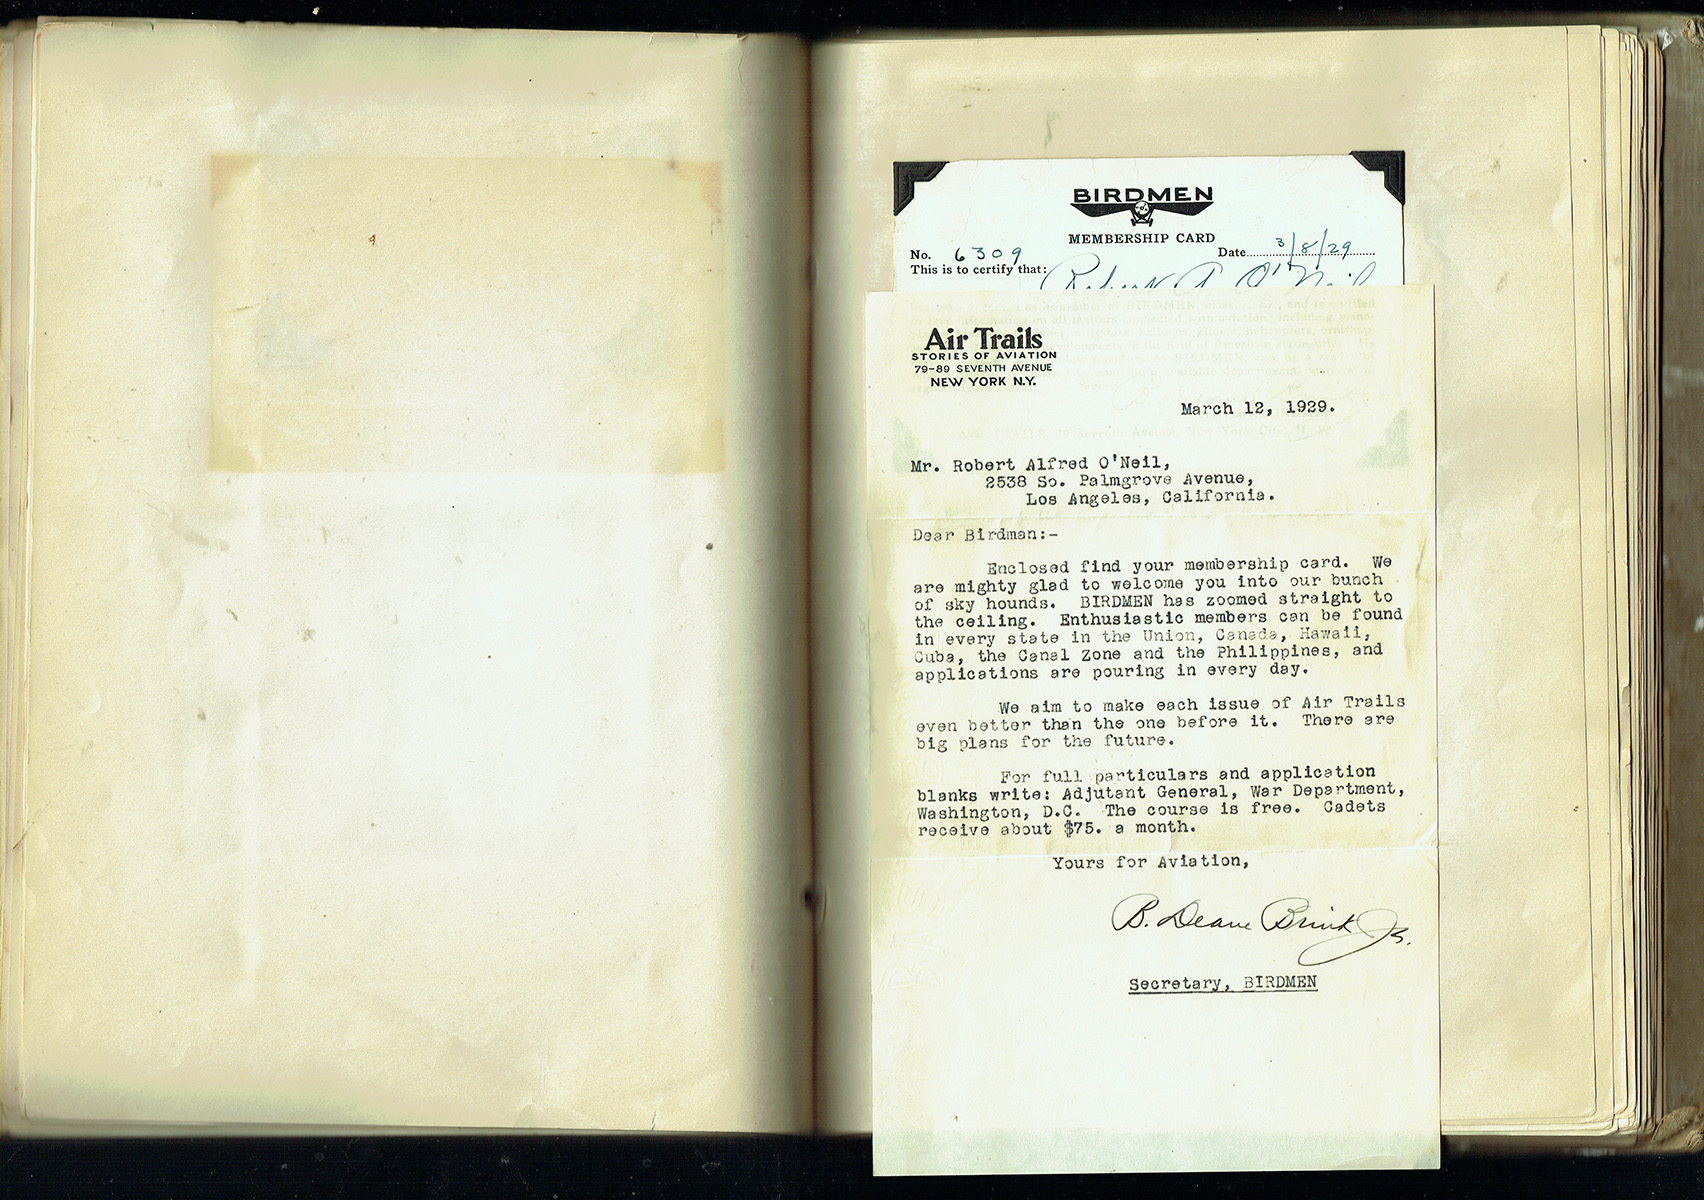 BIRDMEN
MEMBERSHIP CARD
No. 6309 Date 3/8/29
This is to certify that: Robert A O'Neil
Air Trails
STORIES OF AVIATION
79-89 SEVENTH AVENUE
NEW YORK N.Y.
March 12, 1929.
Mr. Robert Alfred O'Neil,
2538 So. Palmgrove Avenue,
Los Angeles, California.
Dear Birdman:-
Enclosed find your membership card. We
are mighty glad to welcome you into our bunch
of sky hounds. BIRDMEN has zoomed straight to
the ceiling. Enthusiastic members can be found
in every state in the Union, Canada, Hawaii,
Cuba, the Canal Zone and the Philippines, and
applications are pouring in every day.
We aim to make each issue of Air Trails
even better than the one before it. There are
big plans for the future.
For full particulars and application
blanks write: Adjutant General, War Department,
Washington, D.C. The course is free. Cadets
receive about $75. a month.
Yours for Aviation,
B. Deane Brink Jr.
Secretary, BIRDMEN